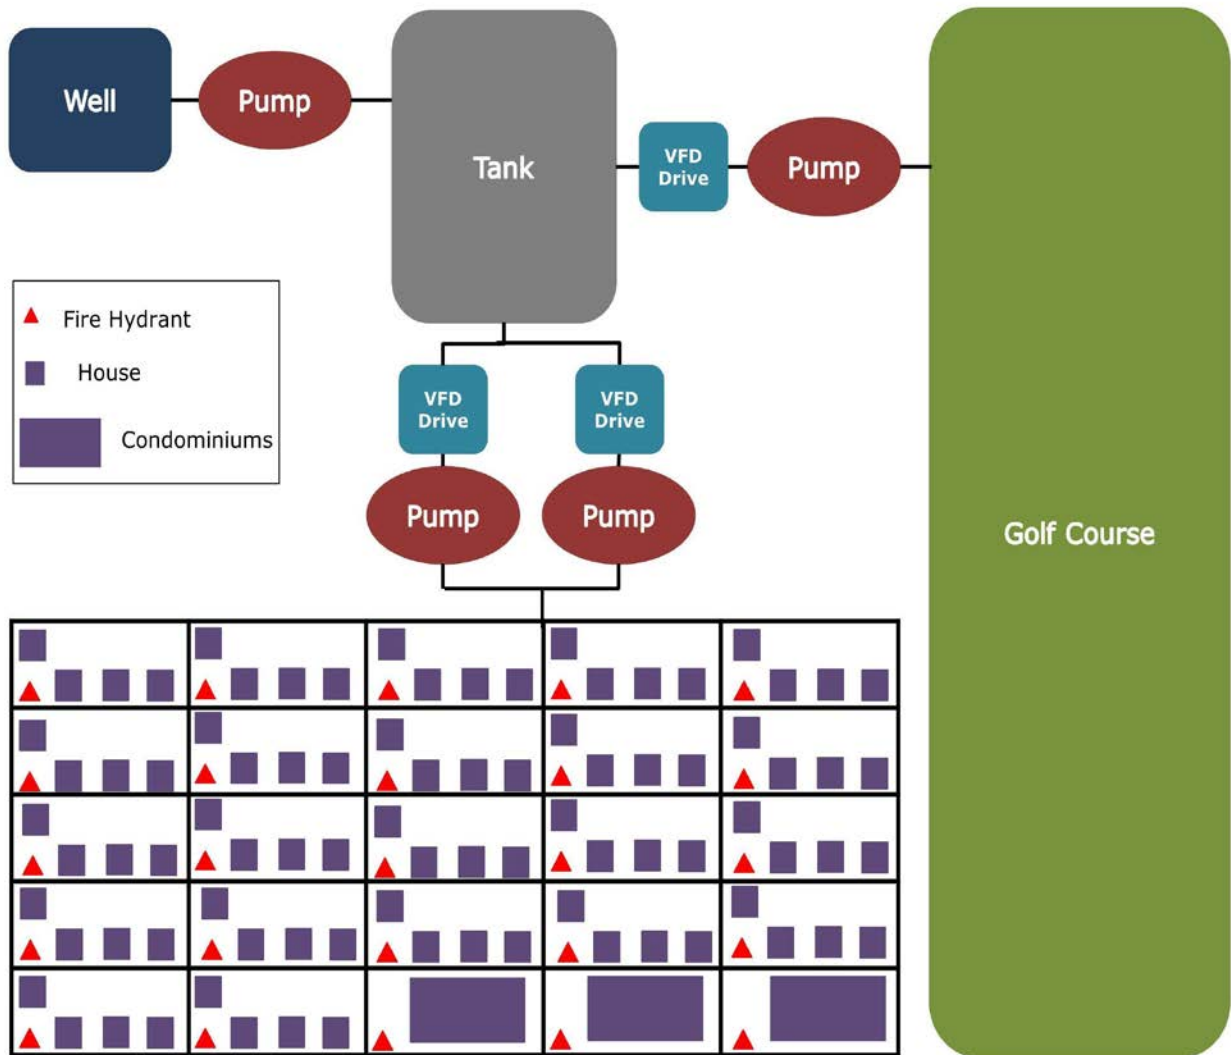 Well
Pump
Tank
VFD
Drive
Pump
Fire Hydrant
House
Condominiums
VFD
Drive
VFD
Drive
Pump
Pump
Golf Course